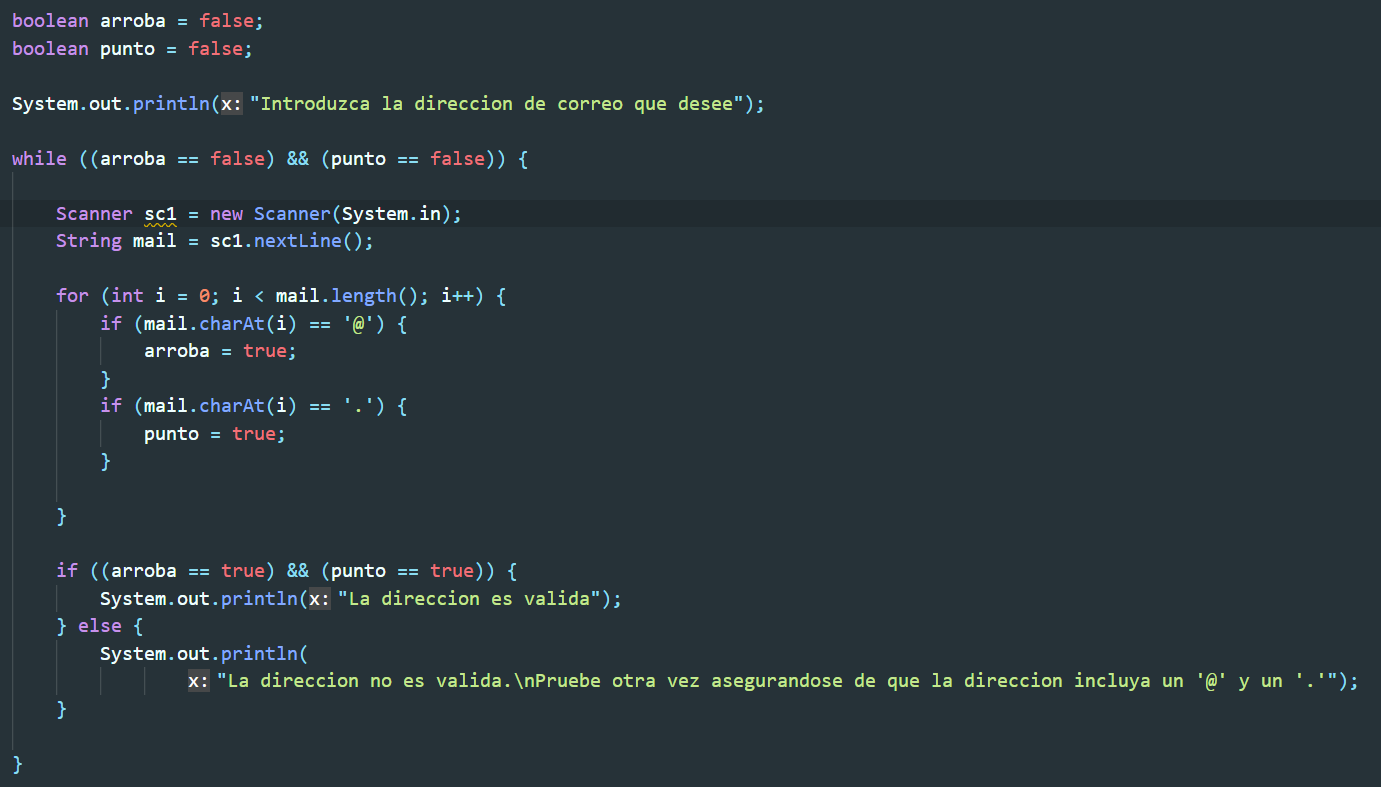 boolean arroba = false;
boolean punto = false;
System.out.println(x: "Introduzca la direccion de correo que desee");
while ((arroba == false) && (punto == false)) {
Scanner sc1 = new Scanner(System.in);
String mail = sc1.nextLine();
for (int i = 0; i < mail.length(); i++) {
if (mail.charAt(i) == '@') {
arroba = true;
}
if (mail.charAt(i) == '.') {
punto = true;
}
}
if ((arroba == true) && (punto == true)) {
System.out.println(x: "La direccion es valida");
} else {
System.out.println(
x: "La direccion no es valida.\nPruebe otra vez asegurandose de que la direccion incluya un '@' y un '.'");
}
}